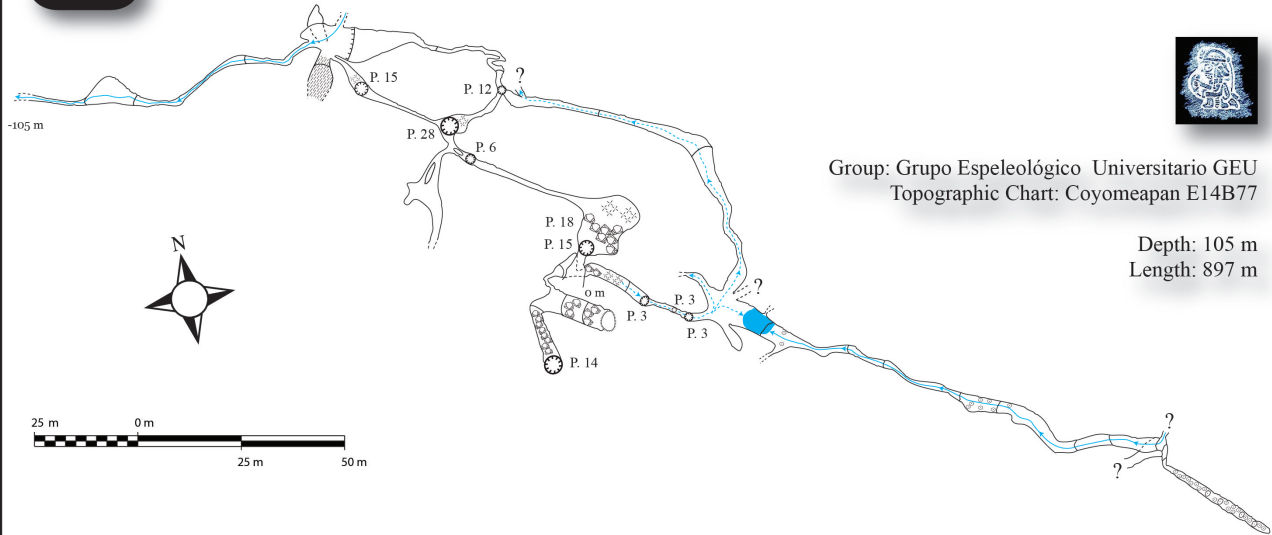 P. 15
P. 12
?
-105 m
P. 28
P. 6
Group: Grupo Espeleológico Universitario GEU
Topographic Chart: Coyomeapan E14B77
P. 18
P. 15
Depth: 105 m
Length: 897 m
N
0 m
P. 3
P. 3
P. 3
?
P. 14
25 m
0 m
25 m
50 m
?
?